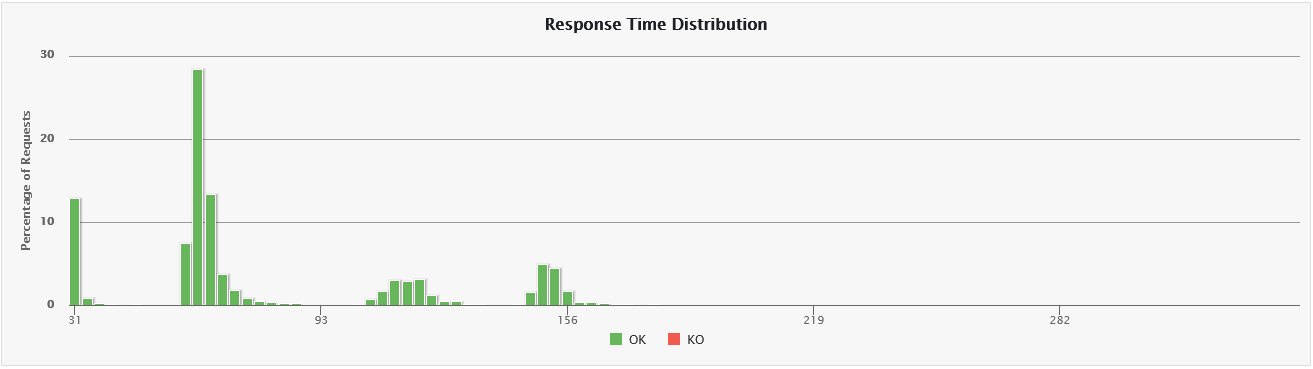 Response Time Distribution
Percentage of Requests
30
20
10
0
31 93 156 219 282
OK KO